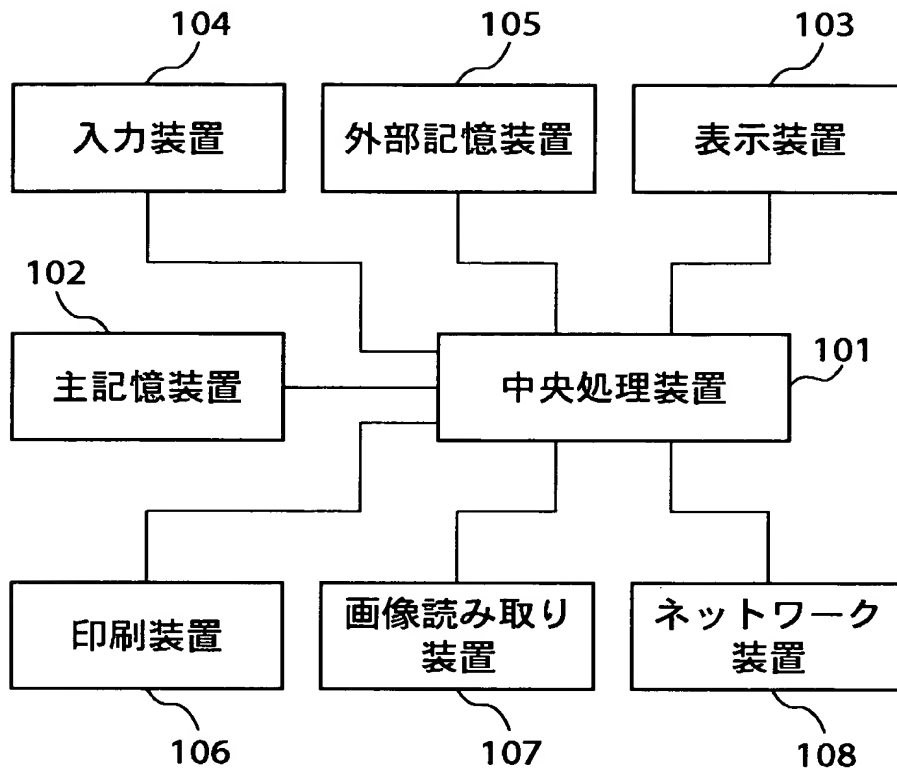 104
105
103
入力装置
外部記憶装置
表示装置
102
101
主記憶装置
中央処理装置
印刷装置
画像読み取り
装置
ネットワーク
装置
106
107
108